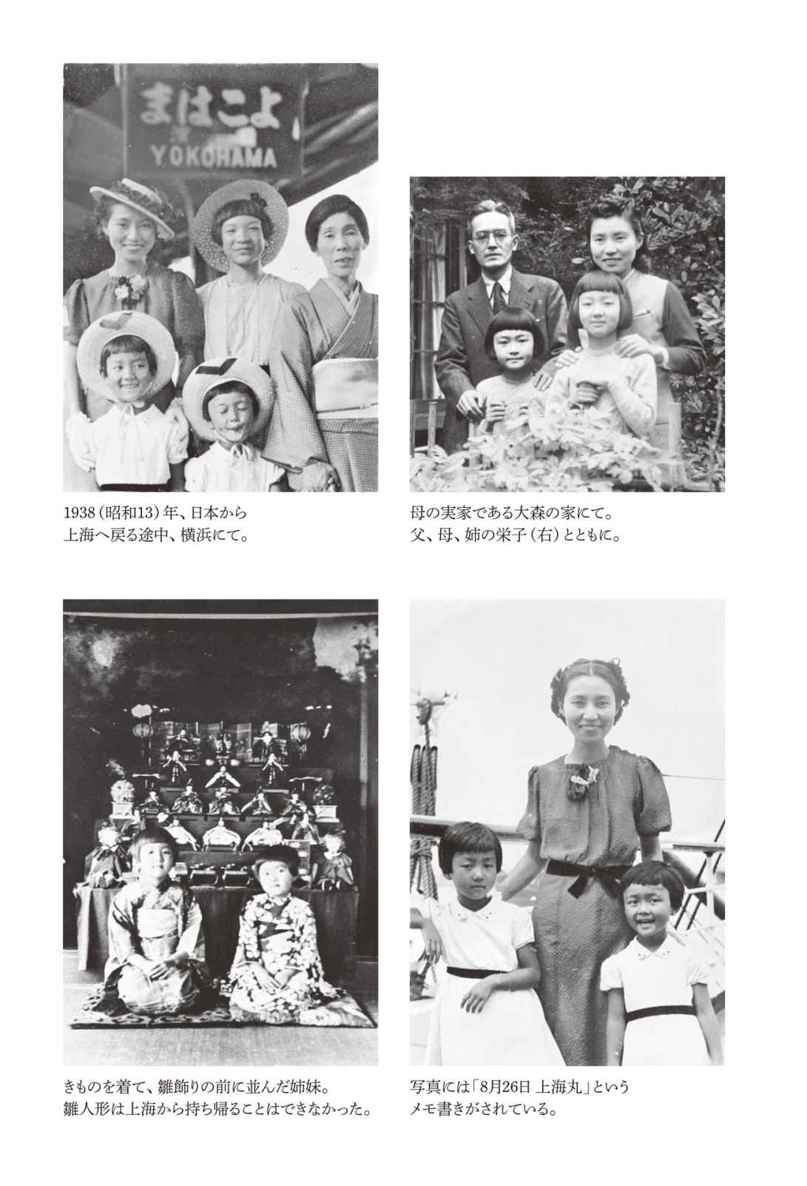 まはこよ
YOKOHAMA
1938(昭和13)年、日本から
上海へ戻る途中、横浜にて。
母の実家である大森の家にて。
父、母、姉の栄子(右)とともに。
きものを着て、雛飾りの前に並んだ姉妹。
雛人形は上海から持ち帰ることはできなかった。
写真には「8月26日 上海丸」という
メモ書きがされている。